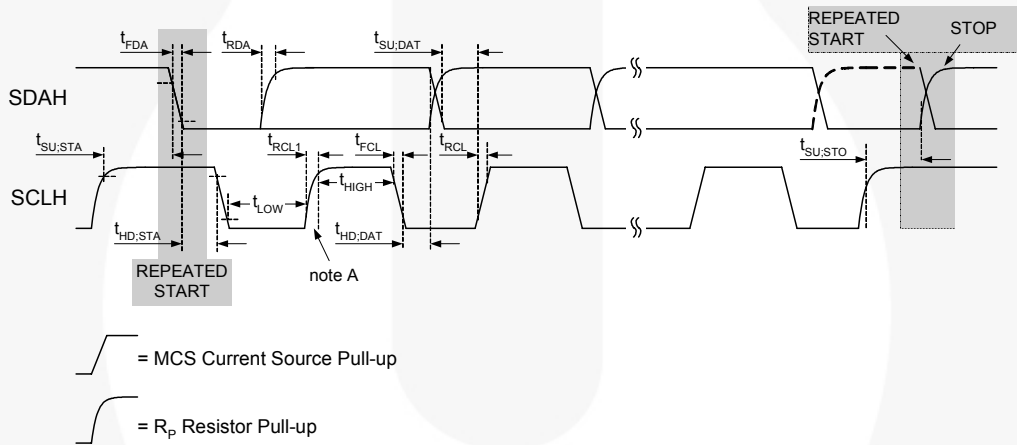 REPEATED
START
STOP
tFDA
tRDA
tSU;DAT
SDAH
tSU;STA
tRCL1
tFCL
tRCL
tSU;STO
tHIGH
SCLH
tLOW
tHD;STA
tHD;DAT
note A
REPEATED
START
= MCS Current Source Pull-up
= RP Resistor Pull-up